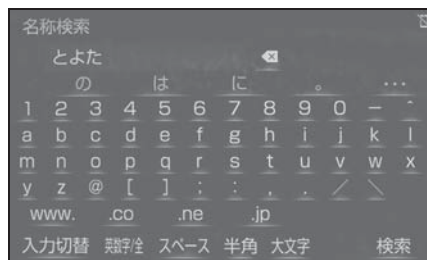 名称検索
とよた
の は に 。 …
1 2 3 4 5 6 7 8 9 0 - ^
a b c d e f g h i j k l
m n o p q r s t u v w x
y z @ [ ] ; : , . ／ ＼
www. .co .ne .jp
入力切替 英数字/全 スペース 半角 大文字 検索